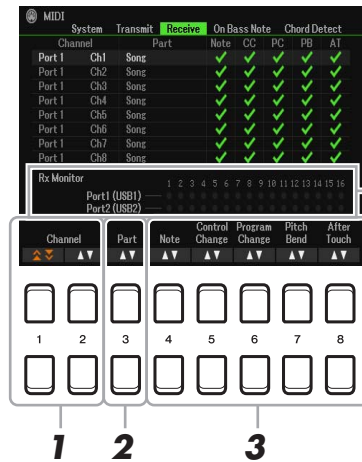 MIDI
System Transmit Receive On Bass Note Chord Detect
Channel Part Note CC PC PB AT
Port 1 Ch1 Song
Port 1 Ch2 Song
Port 1 Ch3 Song
Port 1 Ch4 Song
Port 1 Ch5 Song
Port 1 Ch6 Song
Port 1 Ch7 Song
Port 1 Ch8 Song
Rx Monitor 1 2 3 4 5 6 7 8 9 10 11 12 13 14 15 16
Port1 (USB1)
Port2 (USB2)
Channel Part Note Control Change Program Change Pitch Bend After Touch
1 2 3 4 5 6 7 8
1 2 3